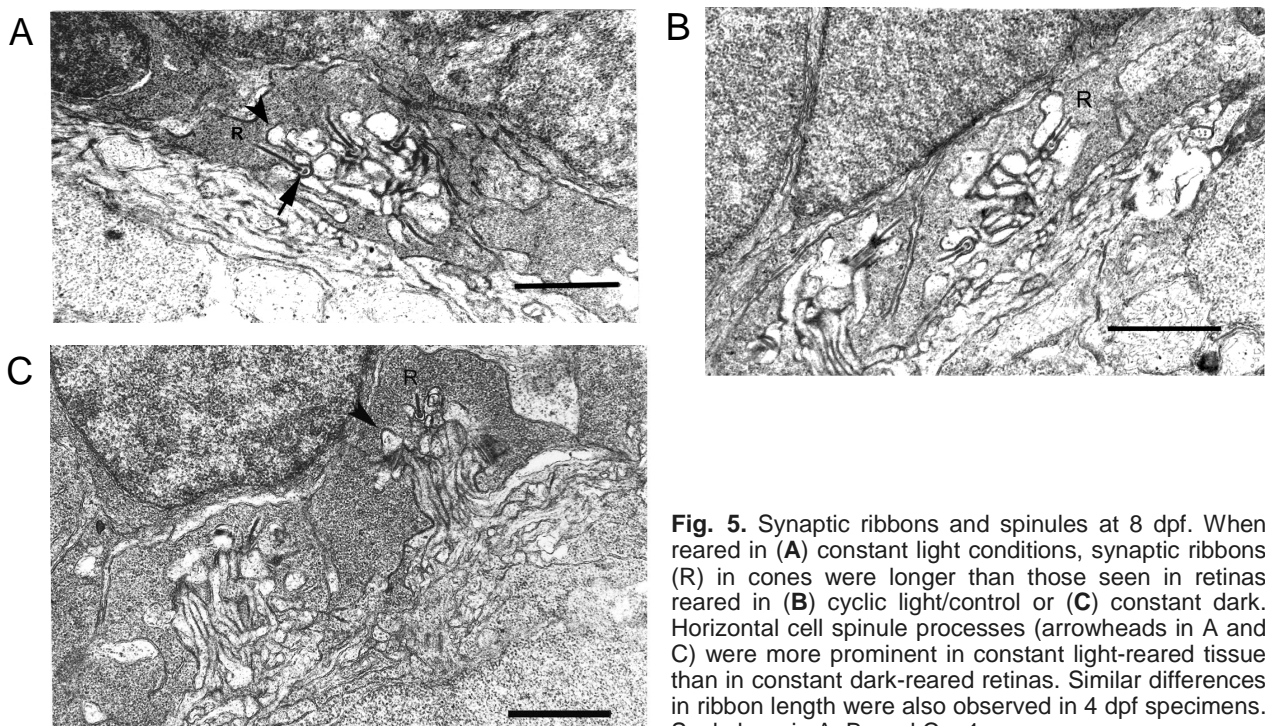 A
B
R
R
C
R
Fig. 5. Synaptic ribbons and spinules at 8 dpf. When
reared in (A) constant light conditions, synaptic ribbons
(R) in cones were longer than those seen in retinas
reared in (B) cyclic light/control or (C) constant dark.
Horizontal cell spinule processes (arrowheads in A and
C) were more prominent in constant light-reared tissue
than in constant dark-reared retinas. Similar differences
in ribbon length were also observed in 4 dpf specimens.